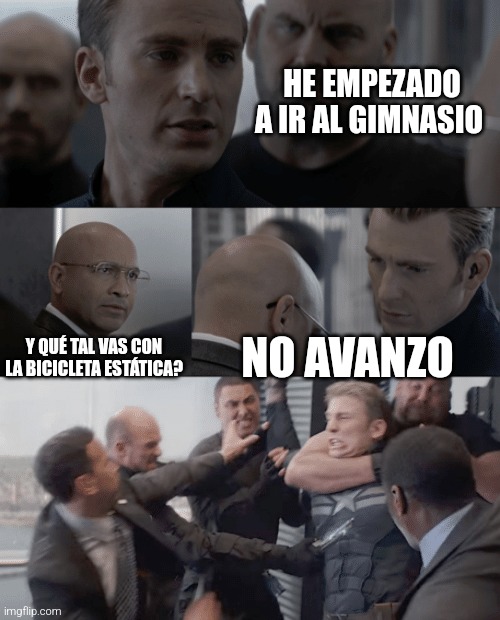 HE EMPEZADO
A IR AL GIMNASIO
Y QUÉ TAL VAS CON
LA BICICLETA ESTÁTICA?
NO AVANZO
imgflip.com